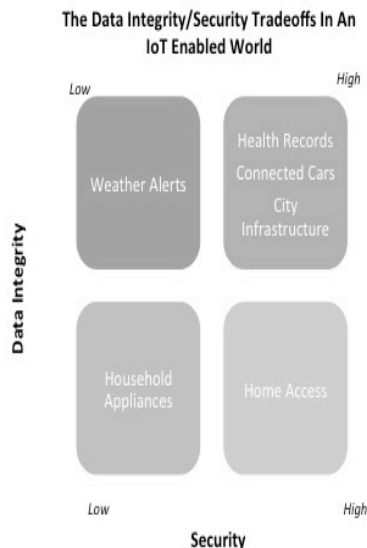 The Data Integrity/Security Tradeoffs In An
IoT Enabled World
Low
High
Weather Alerts
Health Records
Connected Cars
City
Infrastructure
Data Integrity
Household
Appliances
Home Access
Low
High
Security